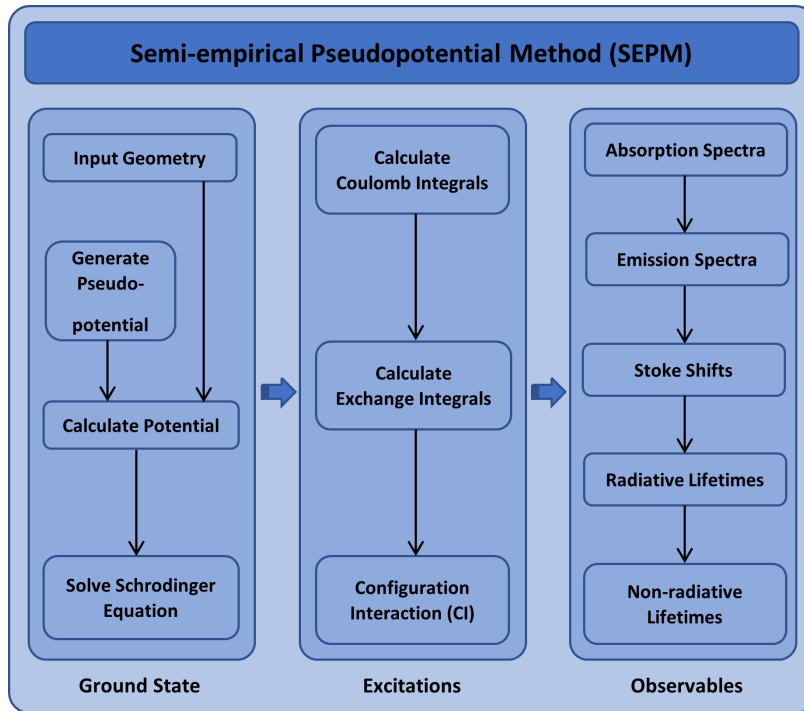 Semi-empirical Pseudopotential Method (SEPM)
Input Geometry
Generate
Pseudo-
potential
Calculate Potential
Solve Schrodinger
Equation
Ground State
Calculate
Coulomb Integrals
Calculate
Exchange Integrals
Configuration
Interaction (CI)
Excitations
Absorption Spectra
Emission Spectra
Stoke Shifts
Radiative Lifetimes
Non-radiative
Lifetimes
Observables